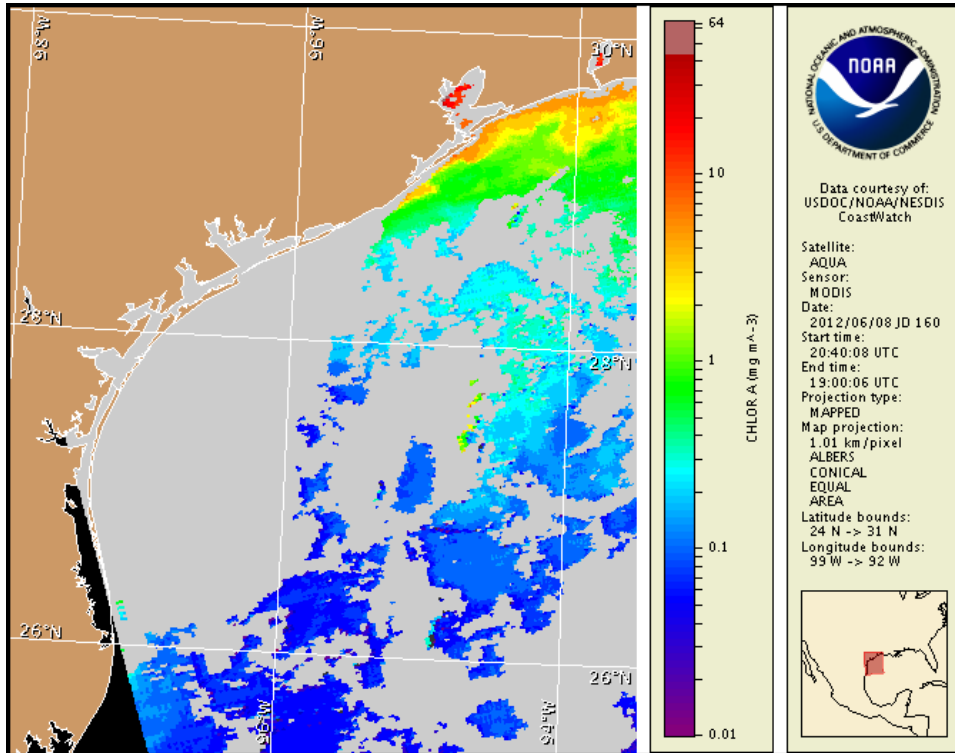 98°W
96°W
30°N
28°N
28°N
26°N
26°N
96°W
94°W
64
10
1
0.1
0.01
CHLOR A (mg m^-3)
NATIONAL OCEANIC AND ATMOSPHERIC ADMINISTRATION
NOAA
U.S. DEPARTMENT OF COMMERCE
Data courtesy of:
USDOC/NOAA/NESDIS
CoastWatch
Satellite:
AQUA
Sensor:
MODIS
Date:
2012/06/08 JD 160
Start time:
20:40:08 UTC
End time:
19:00:06 UTC
Projection type:
MAPPED
Map projection:
1.01 km/pixel
ALBERS
CONICAL
EQUAL
AREA
Latitude bounds:
24 N -> 31 N
Longitude bounds:
99 W -> 92 W